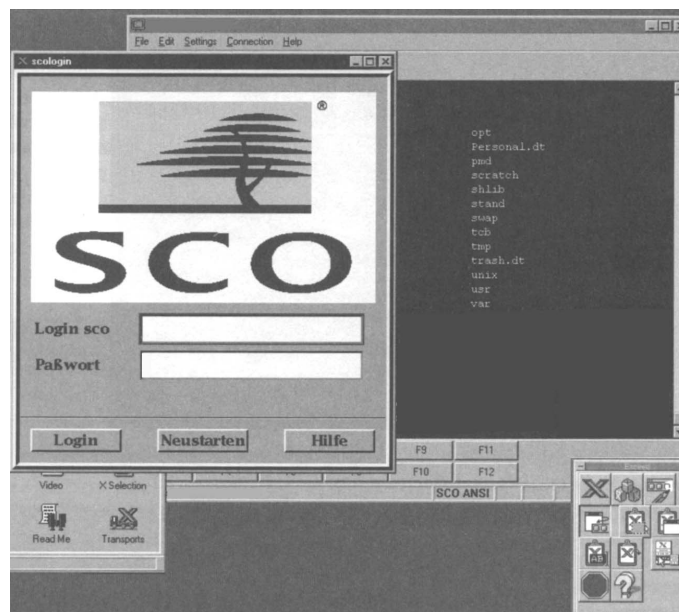 File Edit Settings Connection Help
scologin
®
SCO
Login sco
Paßwort
Login Neustarten Hilfe
opt
Personal.dt
pmd
scratch
shlib
stand
swap
tcb
tmp
trash.dt
unix
usr
var
F9 F11
F10 F12
SCO ANSI
Video X Selection
Read Me Transports